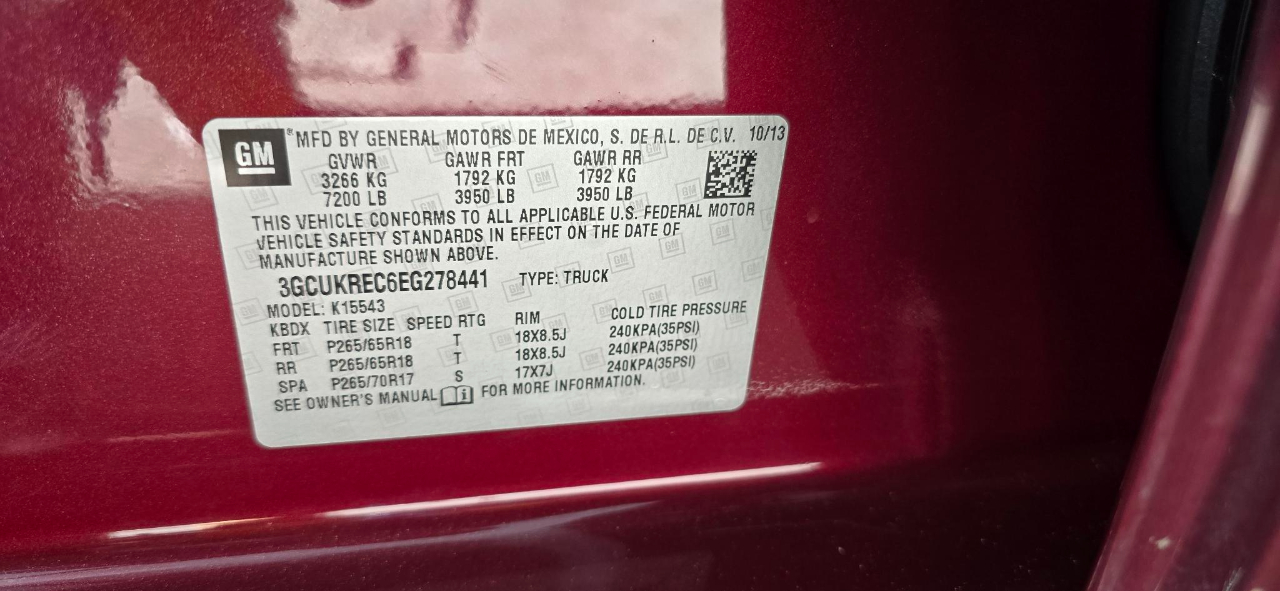 GM ® MFD BY GENERAL MOTORS DE MEXICO, S. DE R.L. DE C.V. 10/13
GVWR GAWR FRT GAWR RR
3266 KG 1792 KG 1792 KG
7200 LB 3950 LB 3950 LB
THIS VEHICLE CONFORMS TO ALL APPLICABLE U.S. FEDERAL MOTOR
VEHICLE SAFETY STANDARDS IN EFFECT ON THE DATE OF
MANUFACTURE SHOWN ABOVE.
3GCUKREC6EG278441 TYPE: TRUCK
MODEL: K15543
KBDX TIRE SIZE SPEED RTG RIM COLD TIRE PRESSURE
FRT P265/65R18 T 18X8.5J 240KPA(35PSI)
RR P265/65R18 T 18X8.5J 240KPA(35PSI)
SPA P265/70R17 S 17X7J 240KPA(35PSI)
SEE OWNER'S MANUAL FOR MORE INFORMATION.